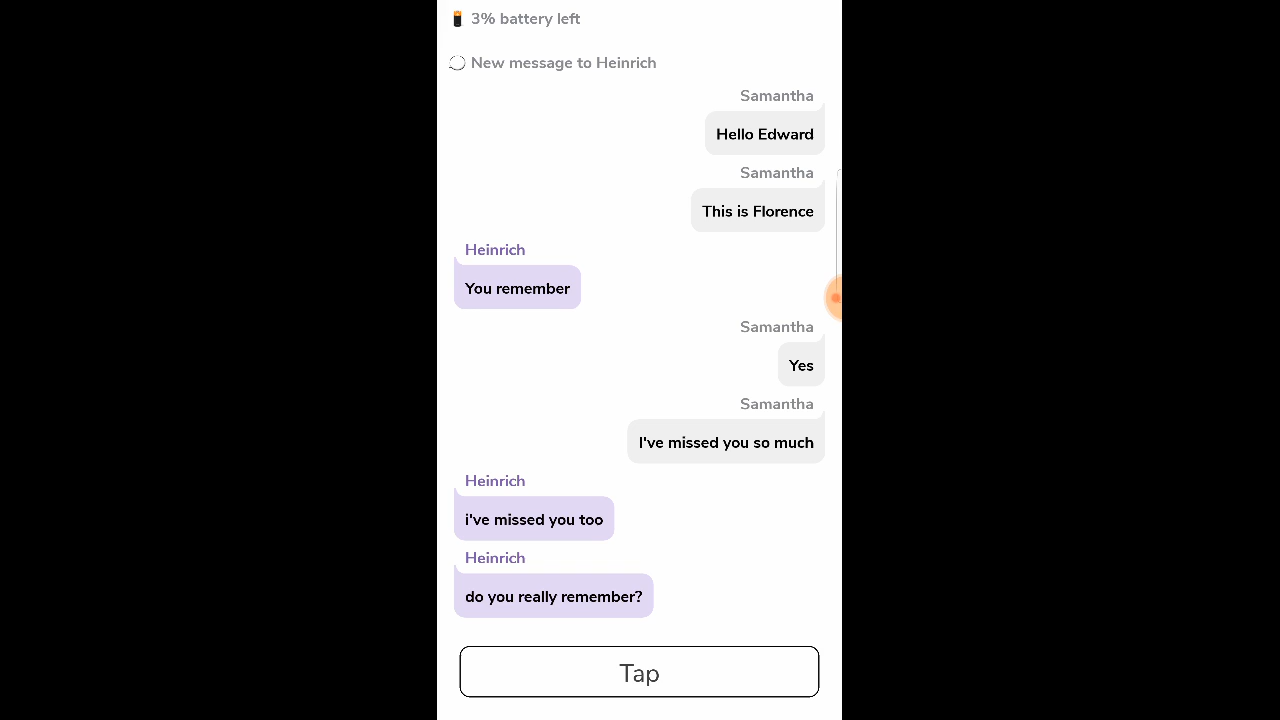 3% battery left
New message to Heinrich
Samantha
Hello Edward
Samantha
This is Florence
Heinrich
You remember
Samantha
Yes
Samantha
I've missed you so much
Heinrich
i've missed you too
Heinrich
do you really remember?
Tap